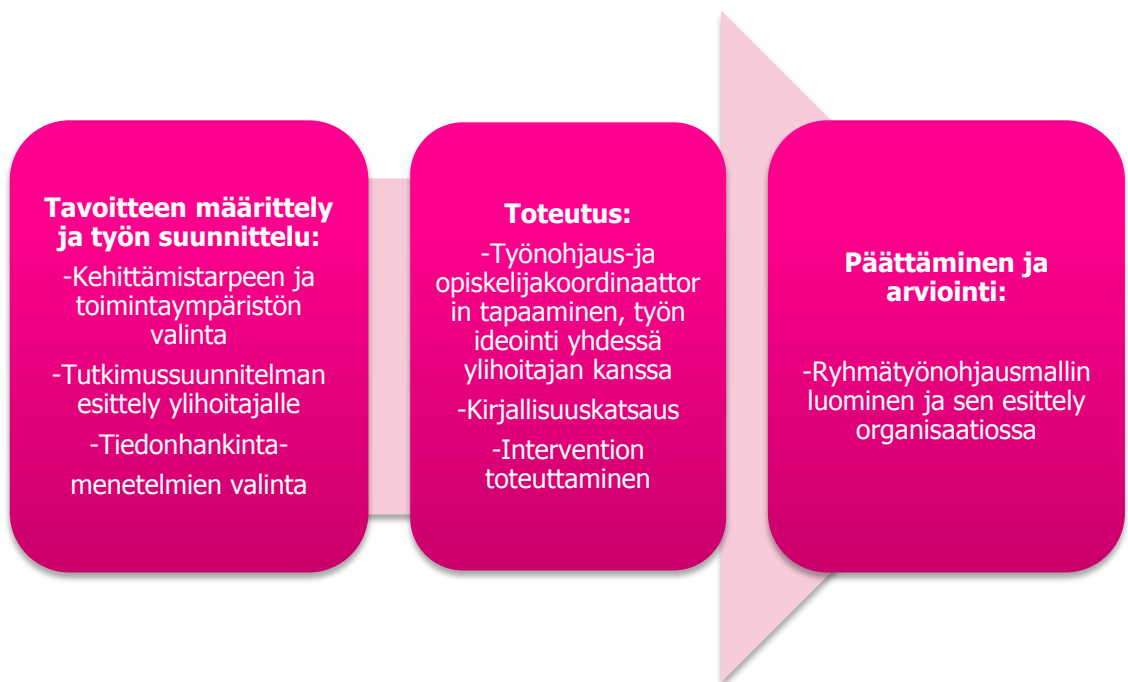 Tavoitteen määrittely
ja työn suunnittelu:
-Kehittämistarpeen ja
toimintaympäristön
valinta
-Tutkimussuunnitelman
esittely ylihoitajalle
-Tiedonhankinta-
menetelmien valinta
Toteutus:
-Työnohjaus-ja
opiskelijakoordinaattor
in tapaaminen, työn
ideointi yhdessä
ylihoitajan kanssa
-Kirjallisuuskatsaus
-Intervention
toteuttaminen
Päättäminen ja
arviointi:
-Ryhmätyönohjausmallin
luominen ja sen esittely
organisaatiossa